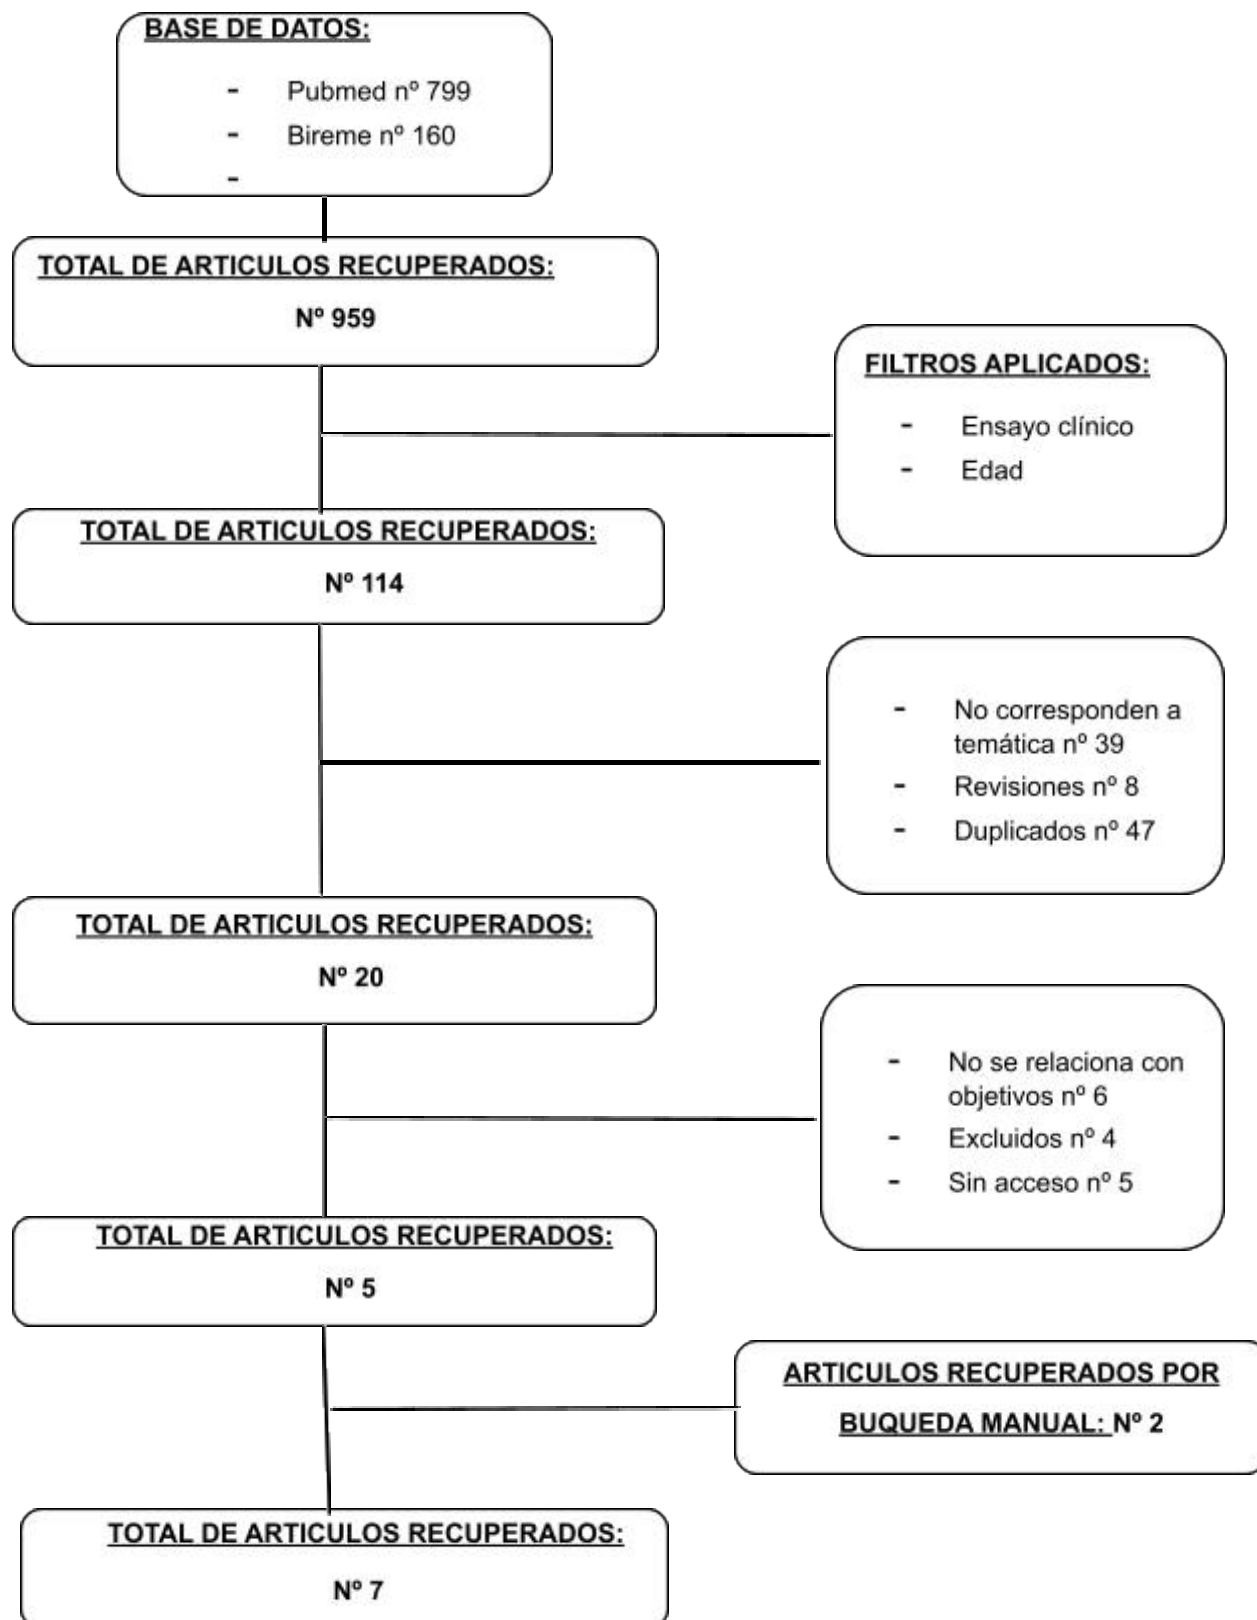 BASE DE DATOS:
- Pubmed nº 799
- Bireme nº 160
-
TOTAL DE ARTICULOS RECUPERADOS:
Nº 959
FILTROS APLICADOS:
- Ensayo clínico
- Edad
TOTAL DE ARTICULOS RECUPERADOS:
Nº 114
- No corresponden a
temática nº 39
- Revisiones nº 8
- Duplicados nº 47
TOTAL DE ARTICULOS RECUPERADOS:
Nº 20
- No se relaciona con
objetivos nº 6
- Excluidos nº 4
- Sin acceso nº 5
TOTAL DE ARTICULOS RECUPERADOS:
Nº 5
ARTICULOS RECUPERADOS POR
BUQUEDA MANUAL: Nº 2
TOTAL DE ARTICULOS RECUPERADOS:
Nº 7